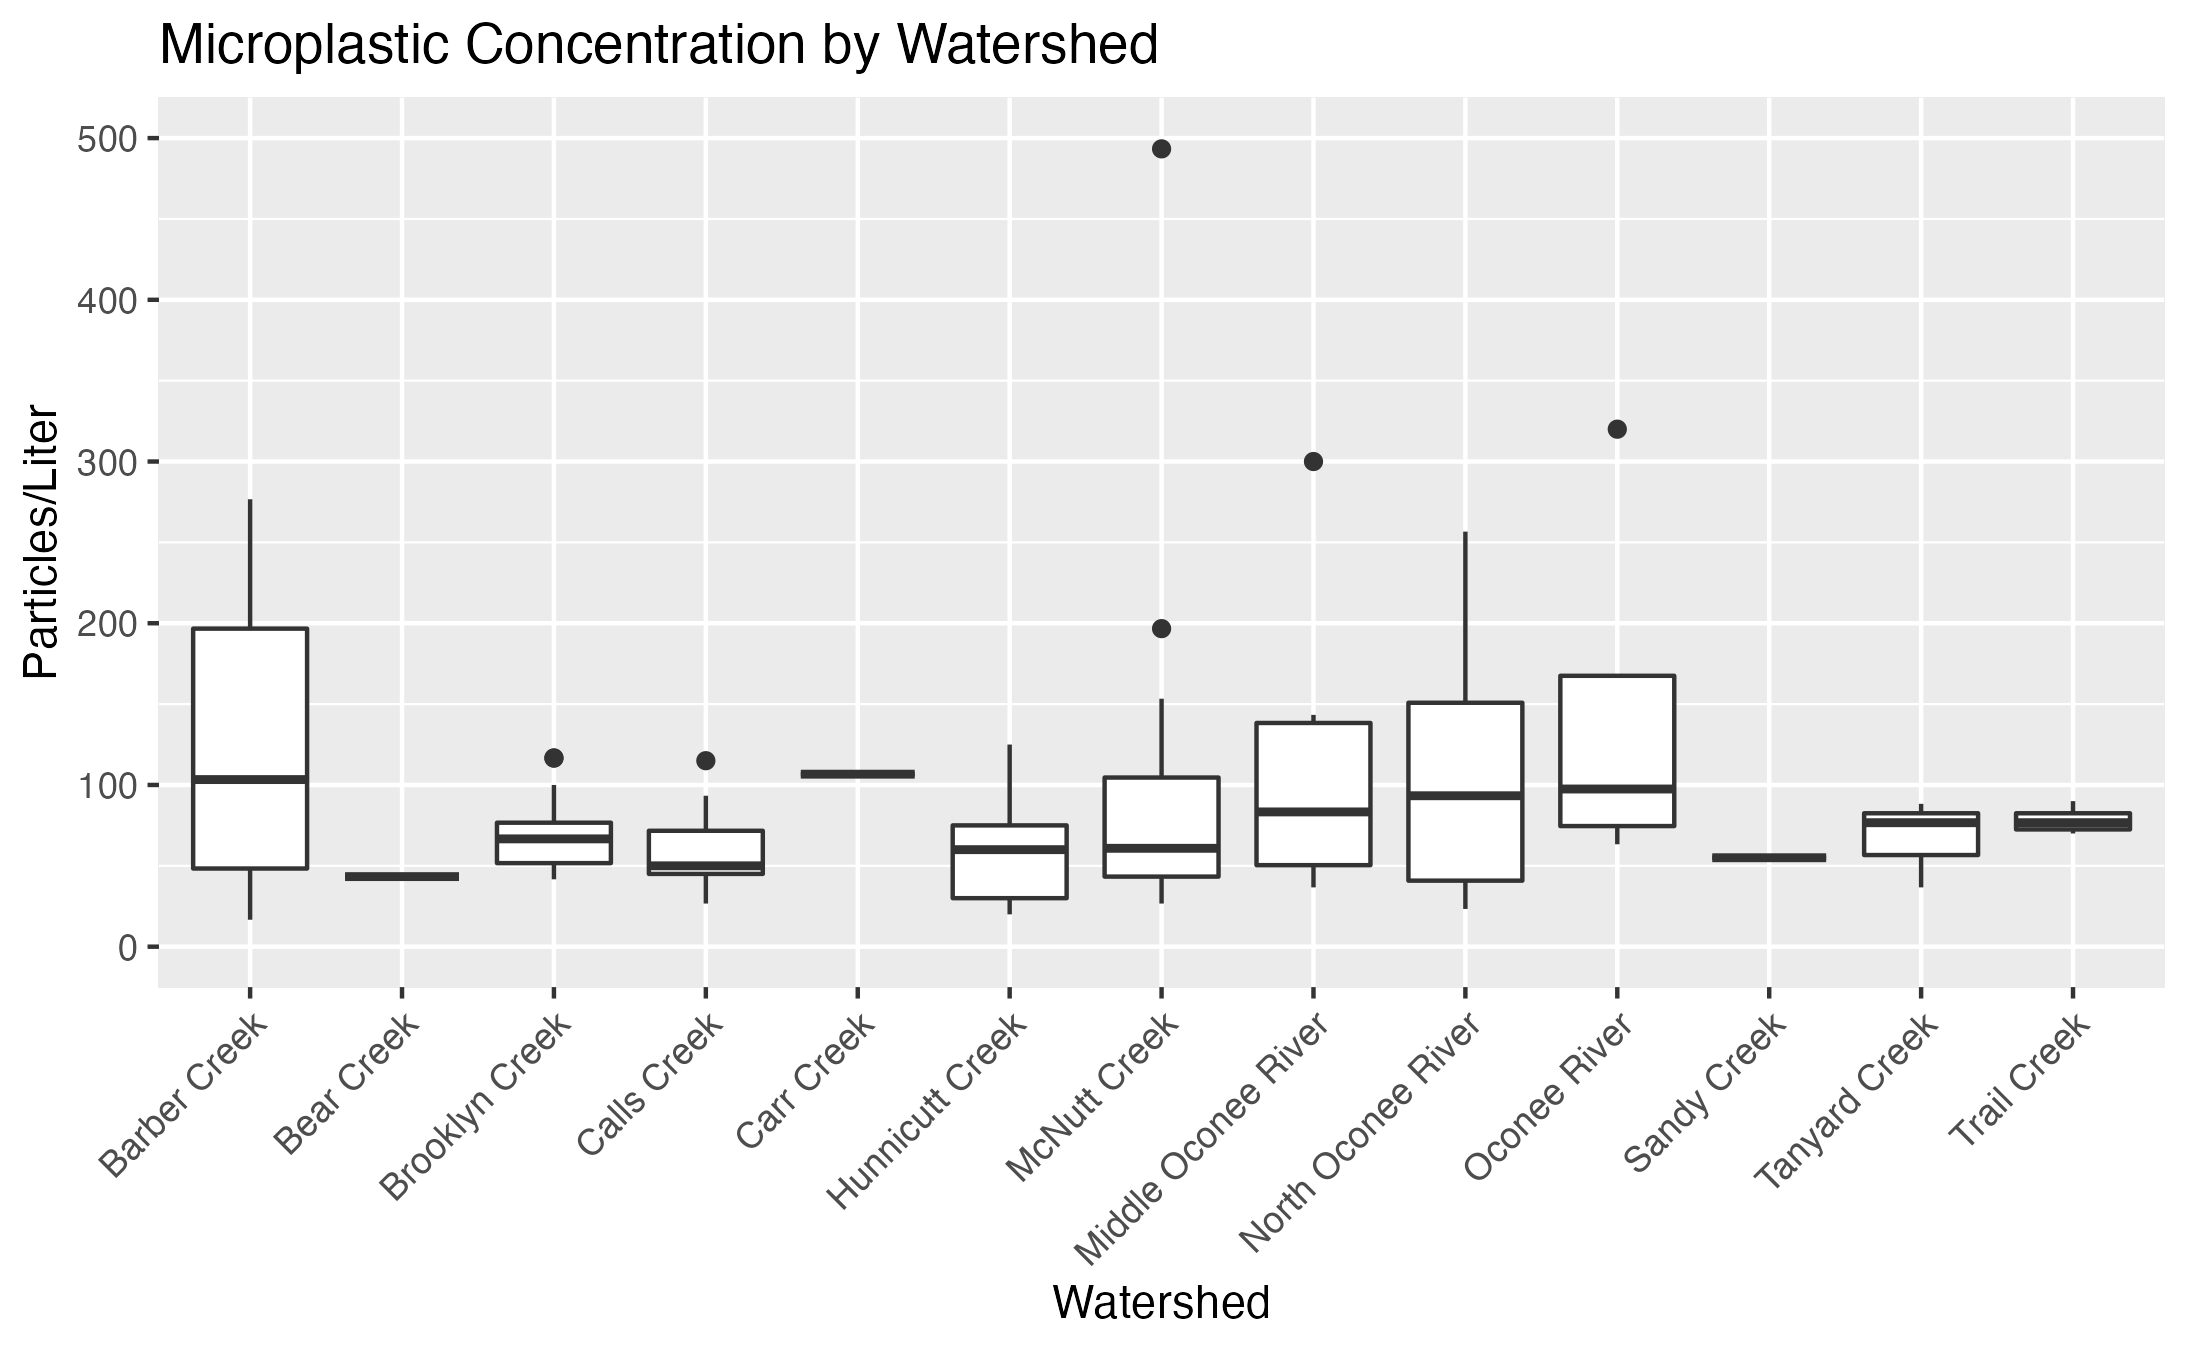 Microplastic Concentration by Watershed
Particles/Liter
500
400
300
200
100
0
Barber Creek
Bear Creek
Brooklyn Creek
Calls Creek
Carr Creek
Hunnicutt Creek
McNutt Creek
Middle Oconee River
North Oconee River
Oconee River
Sandy Creek
Tanyard Creek
Trail Creek
Watershed